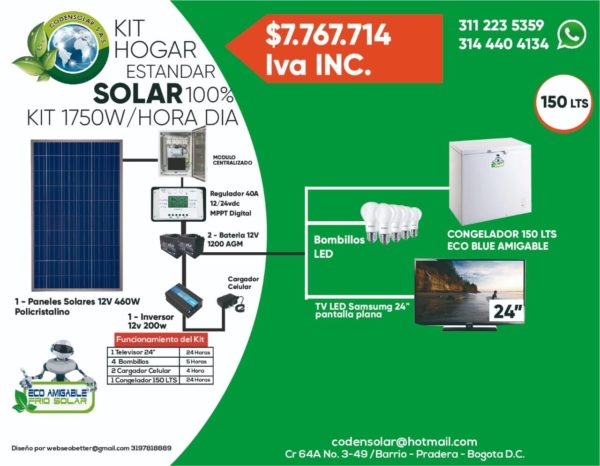 CODENSOLAR S.A.S
KIT
HOGAR
ESTANDAR
SOLAR 100%
KIT 1750W/HORA DIA
$7.767.714
Iva INC.
311 223 5359
314 440 4134
150 LTS
MODULO
CENTRALIZADO
Regulador 40A
12/24vdc
MPPT Digital
2 - Bateria 12V
1200 AGM
Cargador
Celular
1 - Inversor
12v 200w
1 - Paneles Solares 12V 460W
Policristalino
Bombillos
LED
CONGELADOR 150 LTS
ECO BLUE AMIGABLE
TV LED Samsumg 24"
pantalla plana
24"
Funcionamiento del Kit
1 Televisor 24" 24 Horas
4 Bombillos 5 Horas
2 Cargador Celular 4 Hora
1 Congelador 150 LTS 24 Horas
ECO AMIGABLE
FRIO SOLAR
Diseño por webseobetter@gmail.com 3197818889
codensolar@hotmail.com
Cr 64A No. 3-49 /Barrio - Pradera - Bogota D.C.